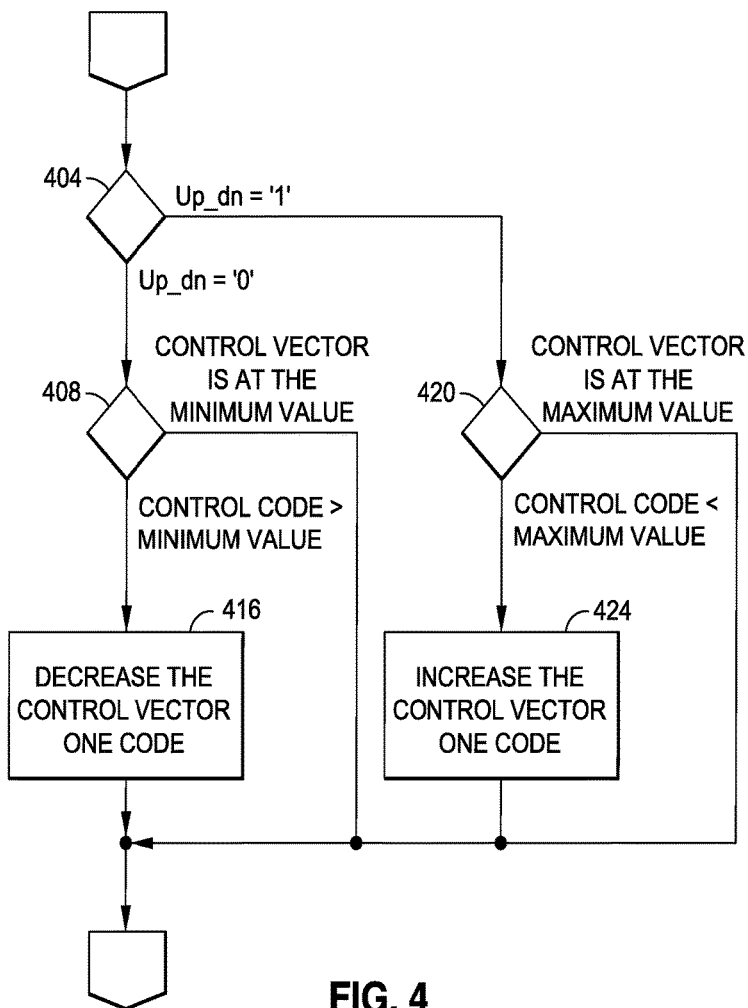 404
Up_dn = '1'
Up_dn = '0'
408
CONTROL VECTOR
IS AT THE
MINIMUM VALUE
420
CONTROL VECTOR
IS AT THE
MAXIMUM VALUE
CONTROL CODE >
MINIMUM VALUE
CONTROL CODE <
MAXIMUM VALUE
416
DECREASE THE
CONTROL VECTOR
ONE CODE
424
INCREASE THE
CONTROL VECTOR
ONE CODE
FIG. 4